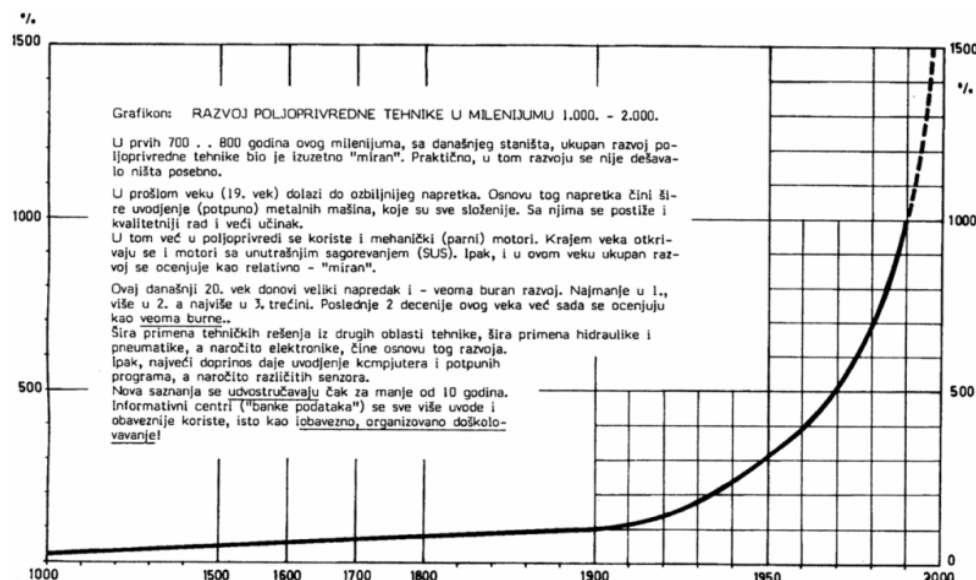 %
1500
1500
%
Grafikon: RAZVOJ POLJOPRIVREDNE TEHNIKE U MILENIJUMU 1.000. - 2.000.
U prvih 700 . . 800 godina ovog milenijuma, sa današnjeg staništa, ukupan razvoj po-
ljoprivredne tehnike bio je izuzetno "miran". Praktično, u tom razvoju se nije dešava-
lo ništa posebno.
U prošlom veku (19. vek) dolazi do ozbiljnijeg napretka. Osnovu tog napretka čini ši-
re uvodjenje (potpuno) metalnih mašina, koje su sve složenije. Sa njima se postiže i
kvalitetniji rad i veći učinak.
U tom već u poljoprivredi se koriste i mehanički (parni) motori. Krajem veka otkri-
vaju se i motori sa unutrašnjim sagorevanjem (SUS). Ipak, i u ovom veku ukupan raz-
voj se ocenjuje kao relativno - "miran".
Ovaj današnji 20. vek donovi veliki napredak i - veoma buran razvoj. Najmanje u 1.,
više u 2. a najviše u 3. trećini. Poslednje 2 decenije ovog veka već sada se ocenjuju
kao veoma burne..
Šira primena tehničkih rešenja iz drugih oblasti tehnike, šira primena hidraulike i
pneumatike, a naročito elektronike, čine osnovu tog razvoja.
Ipak, najveći doprinos daje uvodjenje kcmpjutera i potpunih
programa, a naročito različitih senzora.
Nova saznanja se udvostručavaju čak za manje od 10 godina.
Informativni centri ("banke podataka") se sve više uvode i
obaveznije koriste, isto kao iobavezno, organizovano doškolo-
vavanje!
1000
1000
500
500
0
1000 1500 1600 1700 1800 1900 1950 2000